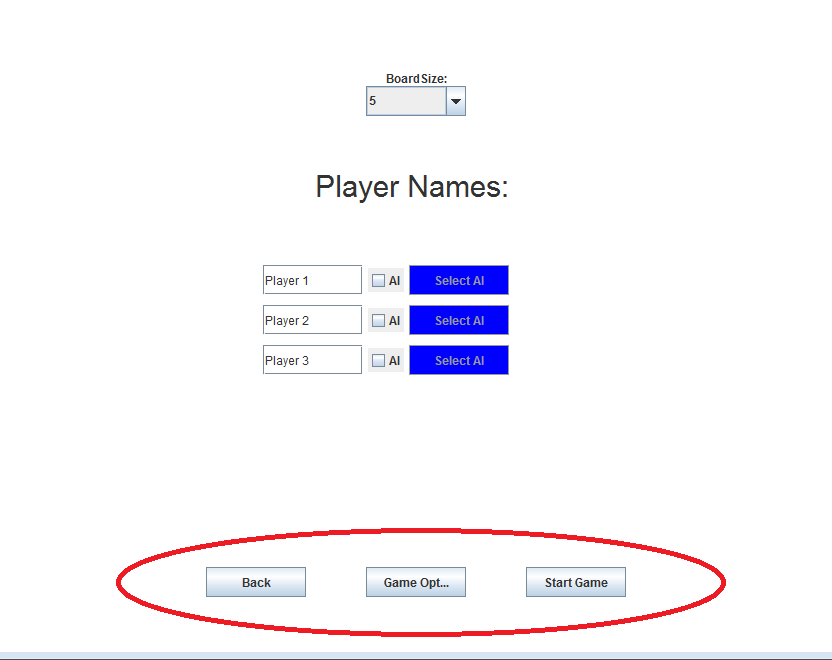 Board Size:
5
Player Names:
Player 1 AI Select AI
Player 2 AI Select AI
Player 3 AI Select AI
Back Game Opt... Start Game